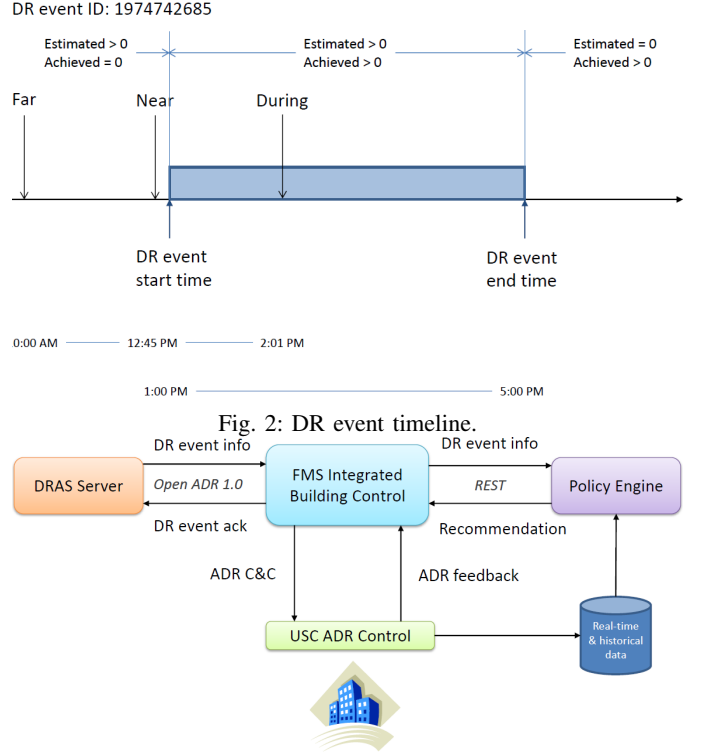 DR event ID: 1974742685
Estimated > 0
Achieved = 0
Estimated > 0
Achieved > 0
Estimated = 0
Achieved > 0
Far
Near
During
DR event
start time
DR event
end time
0:00 AM
12:45 PM
2:01 PM
1:00 PM
5:00 PM
Fig. 2: DR event timeline.
DR event info
DR event info
DRAS Server
Open ADR 1.0
FMS Integrated
Building Control
REST
Policy Engine
DR event ack
Recommendation
ADR C&C
ADR feedback
USC ADR Control
Real-time
& historical
data